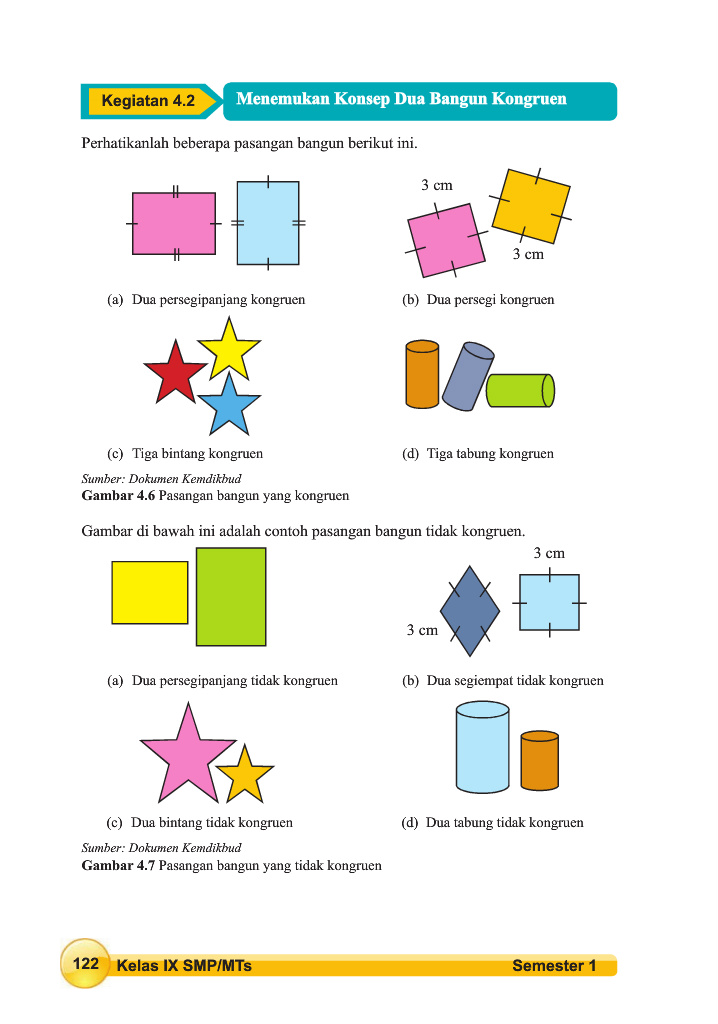 Kegiatan 4.2
Menemukan Konsep Dua Bangun Kongruen
Perhatikanlah beberapa pasangan bangun berikut ini.
3 cm
3 cm
(a) Dua persegipanjang kongruen
(b) Dua persegi kongruen
(c) Tiga bintang kongruen
(d) Tiga tabung kongruen
Sumber: Dokumen Kemdikbud
Gambar 4.6 Pasangan bangun yang kongruen
Gambar di bawah ini adalah contoh pasangan bangun tidak kongruen.
3 cm
3 cm
(a) Dua persegipanjang tidak kongruen
(b) Dua segiempat tidak kongruen
(c) Dua bintang tidak kongruen
(d) Dua tabung tidak kongruen
Sumber: Dokumen Kemdikbud
Gambar 4.7 Pasangan bangun yang tidak kongruen
122
Kelas IX SMP/MTs
Semester 1